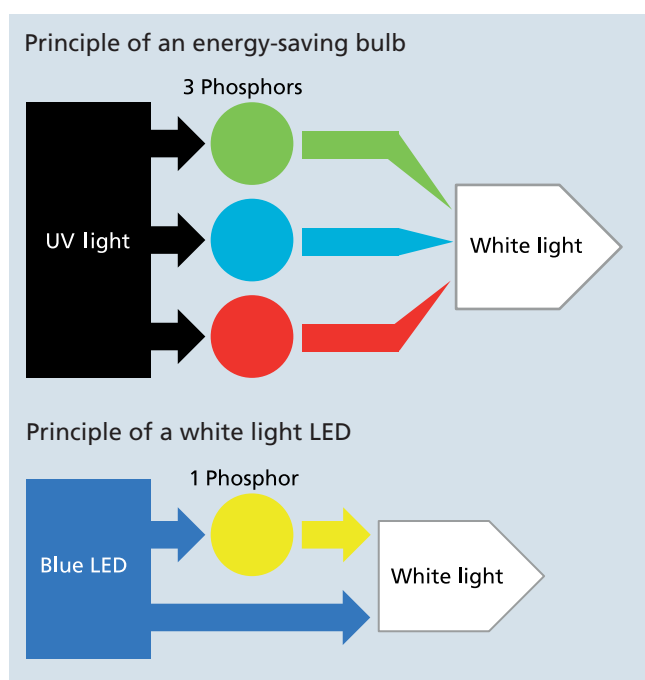 Principle of an energy-saving bulb
3 Phosphors
UV light
White light
Principle of a white light LED
1 Phosphor
Blue LED
White light